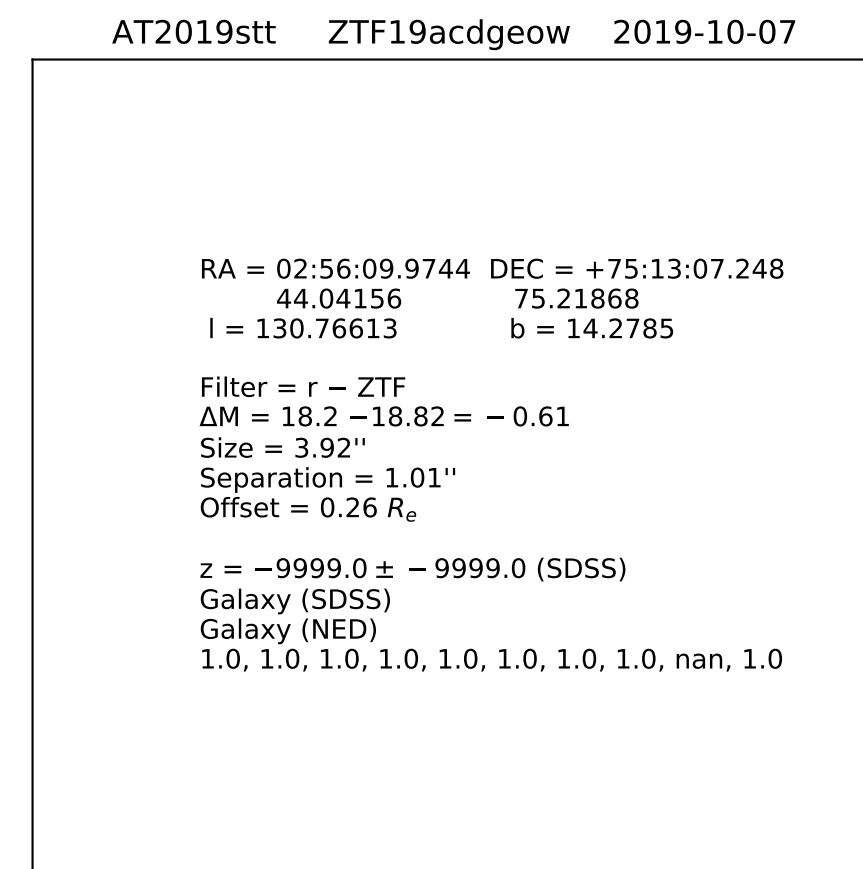 AT2019stt ZTF19acdgeow 2019-10-07
RA = 02:56:09.9744 DEC = +75:13:07.248
44.04156 75.21868
l = 130.76613 b = 14.2785
Filter = r − ZTF
ΔM = 18.2 −18.82 = − 0.61
Size = 3.92''
Separation = 1.01''
Offset = 0.26 Re
z = −9999.0 ± − 9999.0 (SDSS)
Galaxy (SDSS)
Galaxy (NED)
1.0, 1.0, 1.0, 1.0, 1.0, 1.0, 1.0, 1.0, nan, 1.0